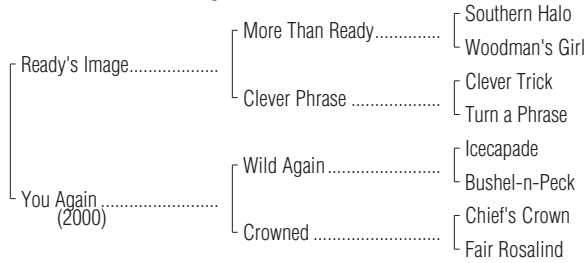 Southern Halo
More Than Ready..............
Woodman's Girl
Ready's Image...................
Clever Trick
Clever Phrase ...................
Turn a Phrase
Icecapade
Wild Again........................
Bushel-n-Peck
You Again .........................
(2000)
Chief's Crown
Crowned ...........................
Fair Rosalind